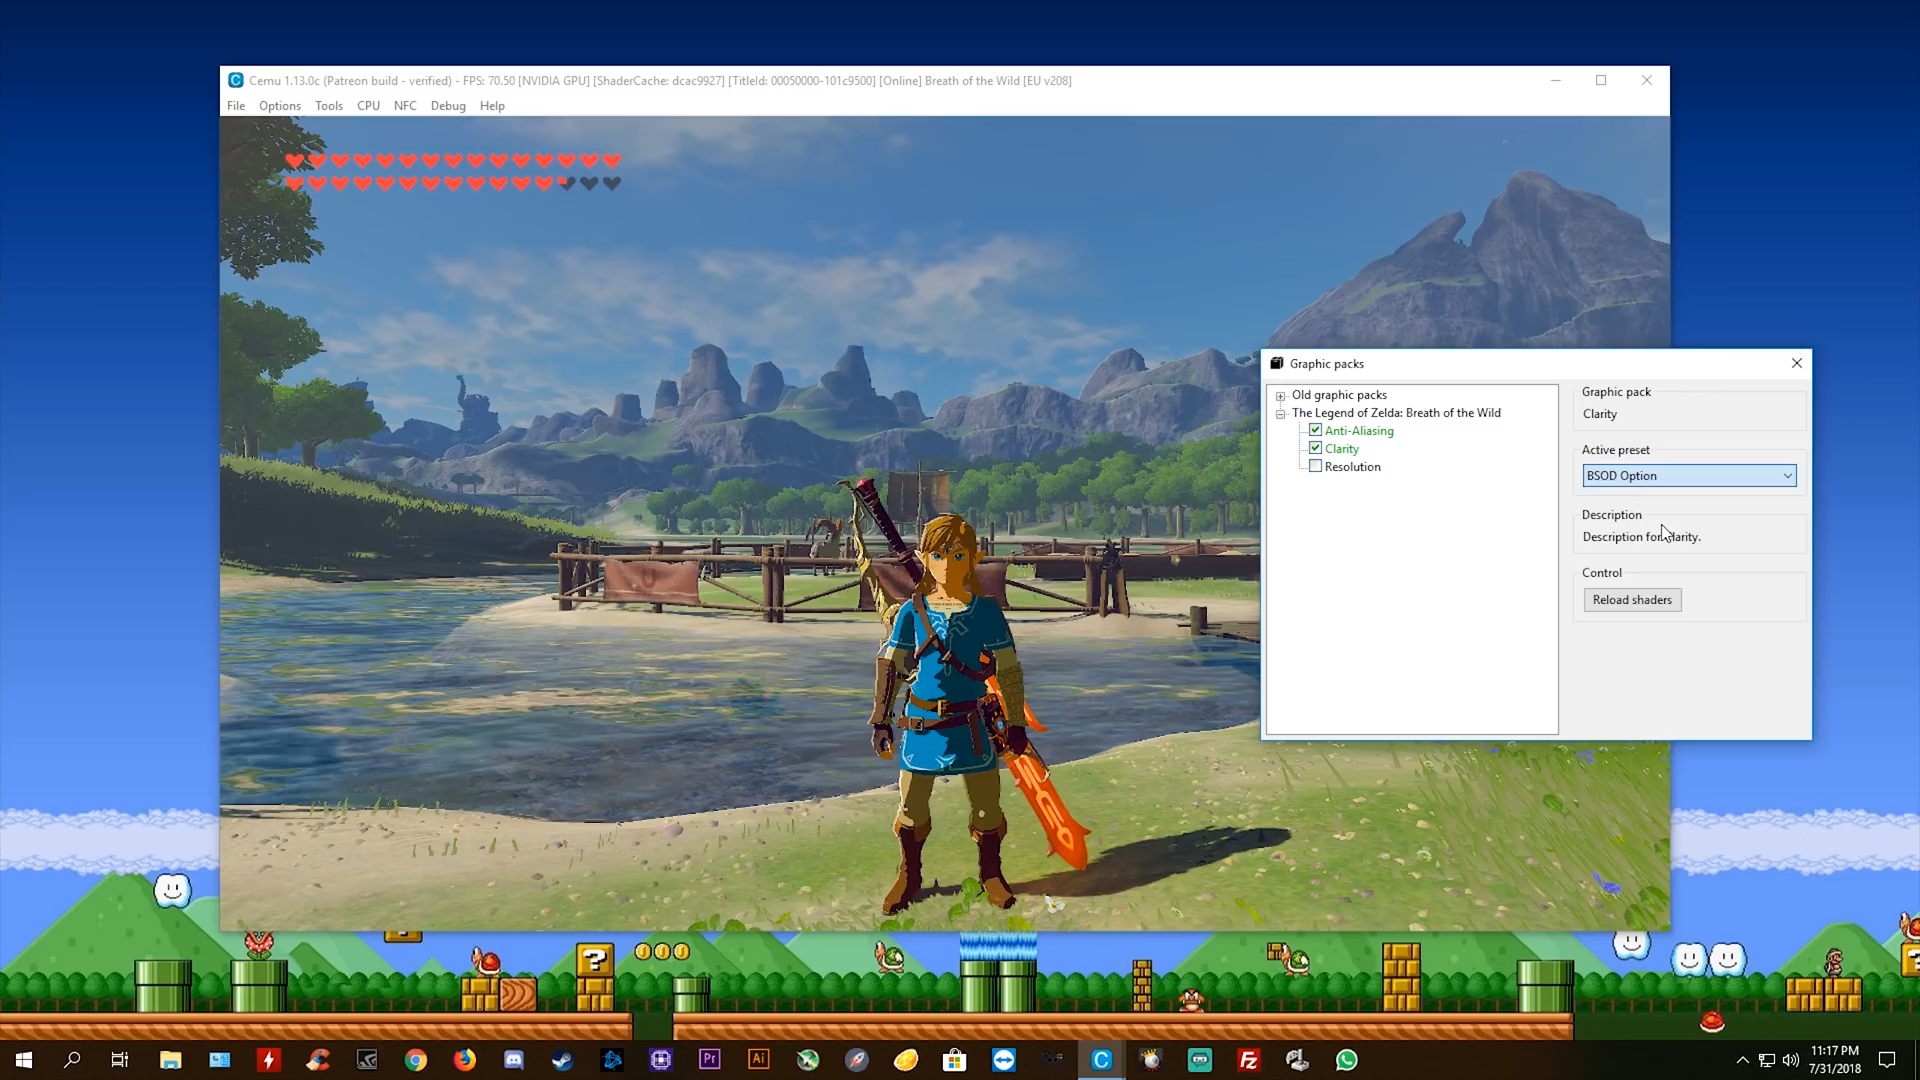 Cemu 1.13.0c (Patreon build - verified) - FPS: 70.50 [NVIDIA GPU] [ShaderCache: dcac9927] [TitleId: 00050000-101c9500] [Online] Breath of the Wild [EU v208]
File Options Tools CPU NFC Debug Help
Graphic packs
Old graphic packs
The Legend of Zelda: Breath of the Wild
Anti-Aliasing
Clarity
Resolution
Graphic pack
Clarity
Active preset
BSOD Option
Description
Description for clarity.
Control
Reload shaders
Pr
Ai
11:17 PM
7/31/2018